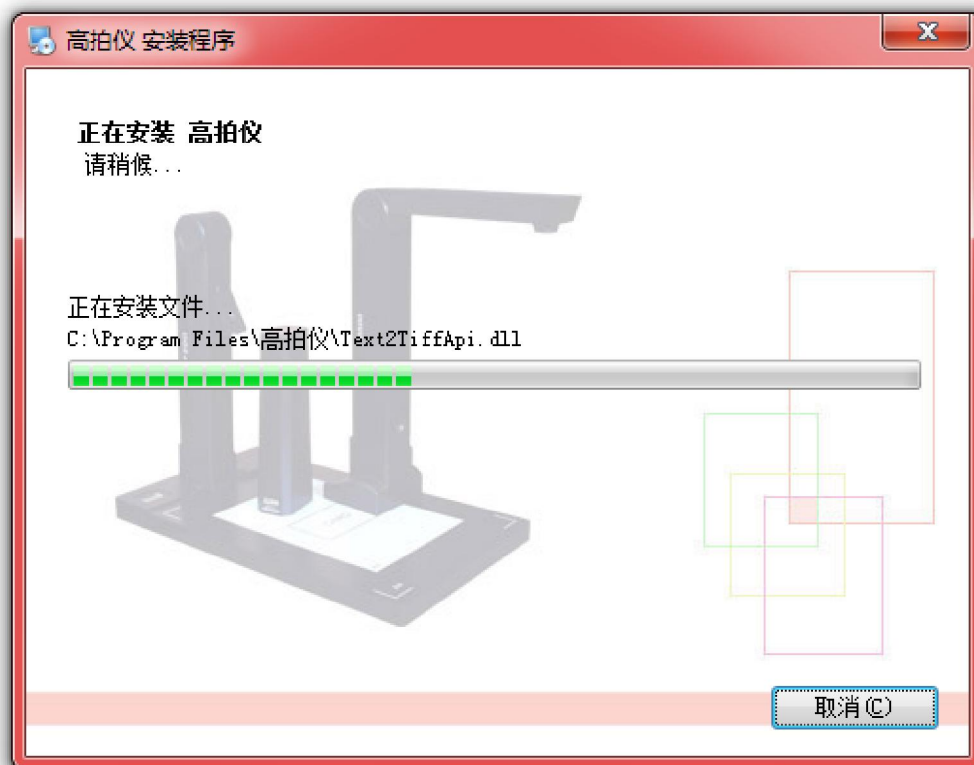 高拍仪 安装程序
正在安装 高拍仪
请稍候...
正在安装文件...
C:\Program Files\高拍仪\Text2TiffApi.dll
取消(C)